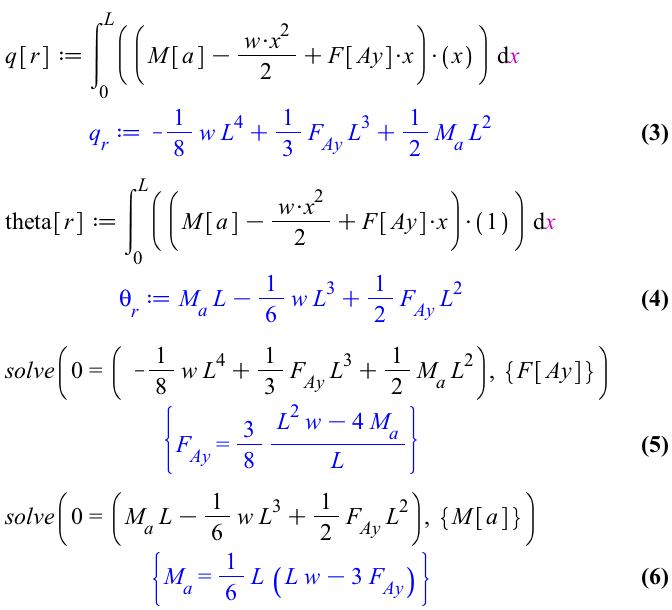 q[r] := ∫₀ᴸ ( ( M[a] − w·x²/2 + F[Ay]·x )·(x) ) dx
q_r := −1/8 w L⁴ + 1/3 F_Ay L³ + 1/2 M_a L² (3)
theta[r] := ∫₀ᴸ ( ( M[a] − w·x²/2 + F[Ay]·x )·(1) ) dx
θ_r := M_a L − 1/6 w L³ + 1/2 F_Ay L² (4)
solve( 0 = ( −1/8 w L⁴ + 1/3 F_Ay L³ + 1/2 M_a L² ), {F[Ay]} )
{ F_Ay = 3/8 (L² w − 4 M_a)/L } (5)
solve( 0 = ( M_a L − 1/6 w L³ + 1/2 F_Ay L² ), {M[a]} )
{ M_a = 1/6 L (L w − 3 F_Ay) } (6)